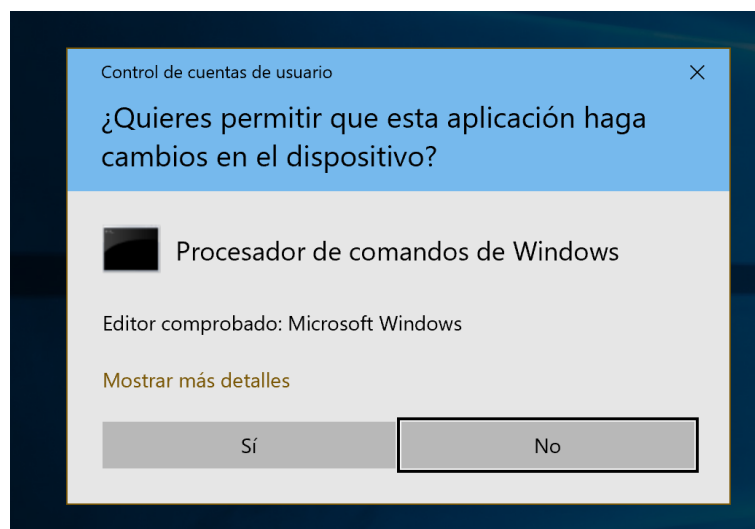 Control de cuentas de usuario
¿Quieres permitir que esta aplicación haga
cambios en el dispositivo?
Procesador de comandos de Windows
Editor comprobado: Microsoft Windows
Mostrar más detalles
Sí
No